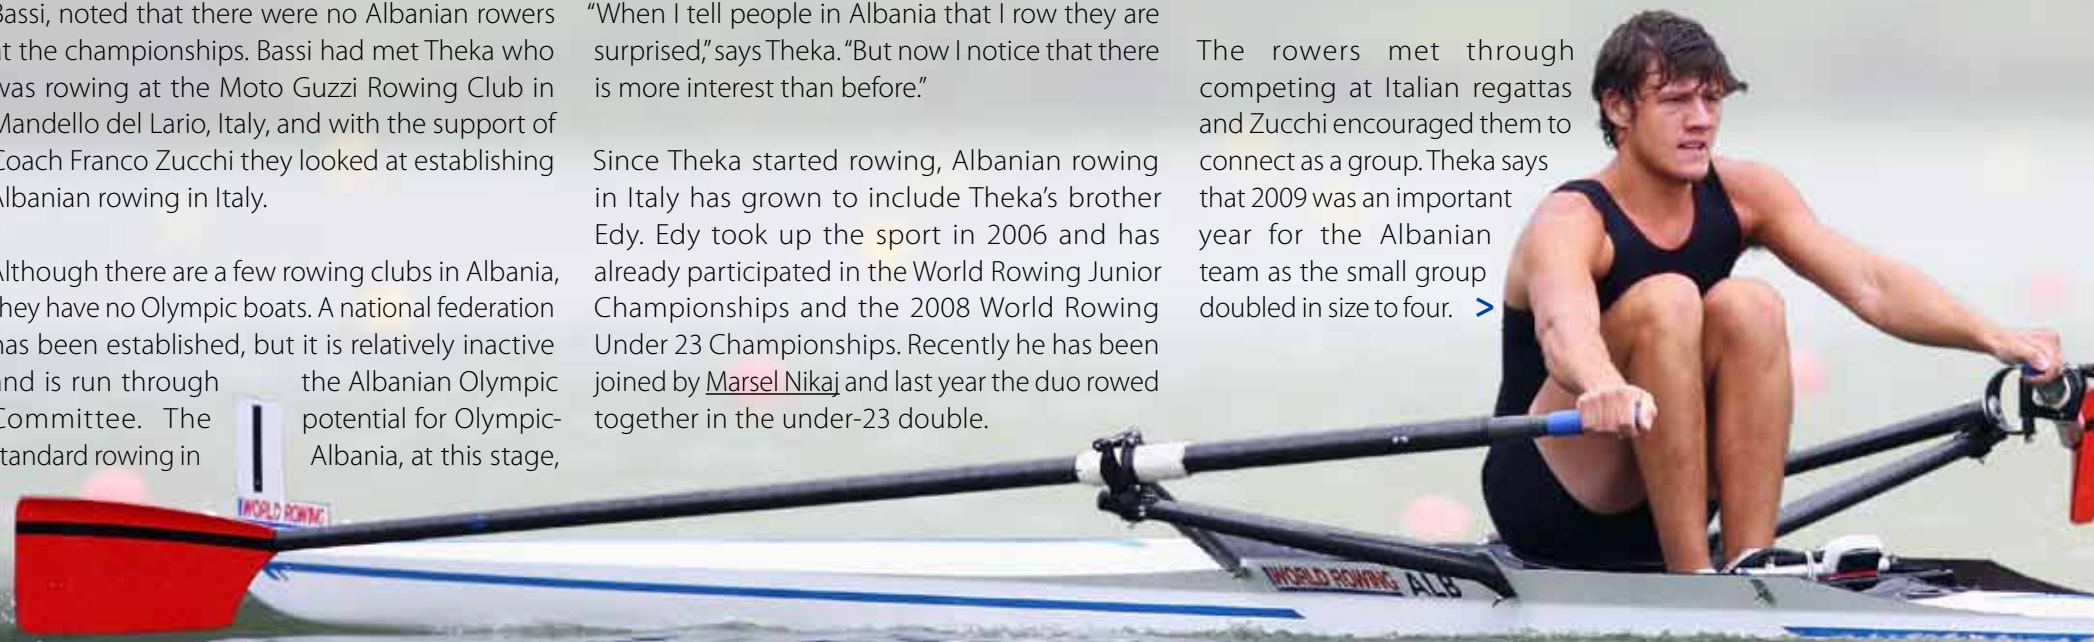 Bassi, noted that there were no Albanian rowers
at the championships. Bassi had met Theka who
was rowing at the Moto Guzzi Rowing Club in
Mandello del Lario, Italy, and with the support of
Coach Franco Zucchi they looked at establishing
Albanian rowing in Italy.
Although there are a few rowing clubs in Albania,
they have no Olympic boats. A national federation
has been established, but it is relatively inactive
and is run through the Albanian Olympic
Committee. The potential for Olympic-
standard rowing in Albania, at this stage,
“When I tell people in Albania that I row they are
surprised,” says Theka. “But now I notice that there
is more interest than before.”
Since Theka started rowing, Albanian rowing
in Italy has grown to include Theka’s brother
Edy. Edy took up the sport in 2006 and has
already participated in the World Rowing Junior
Championships and the 2008 World Rowing
Under 23 Championships. Recently he has been
joined by Marsel Nikaj and last year the duo rowed
together in the under-23 double.
The rowers met through
competing at Italian regattas
and Zucchi encouraged them to
connect as a group. Theka says
that 2009 was an important
year for the Albanian
team as the small group
doubled in size to four. >
1
WORLD ROWING
WORLD ROWING ALB